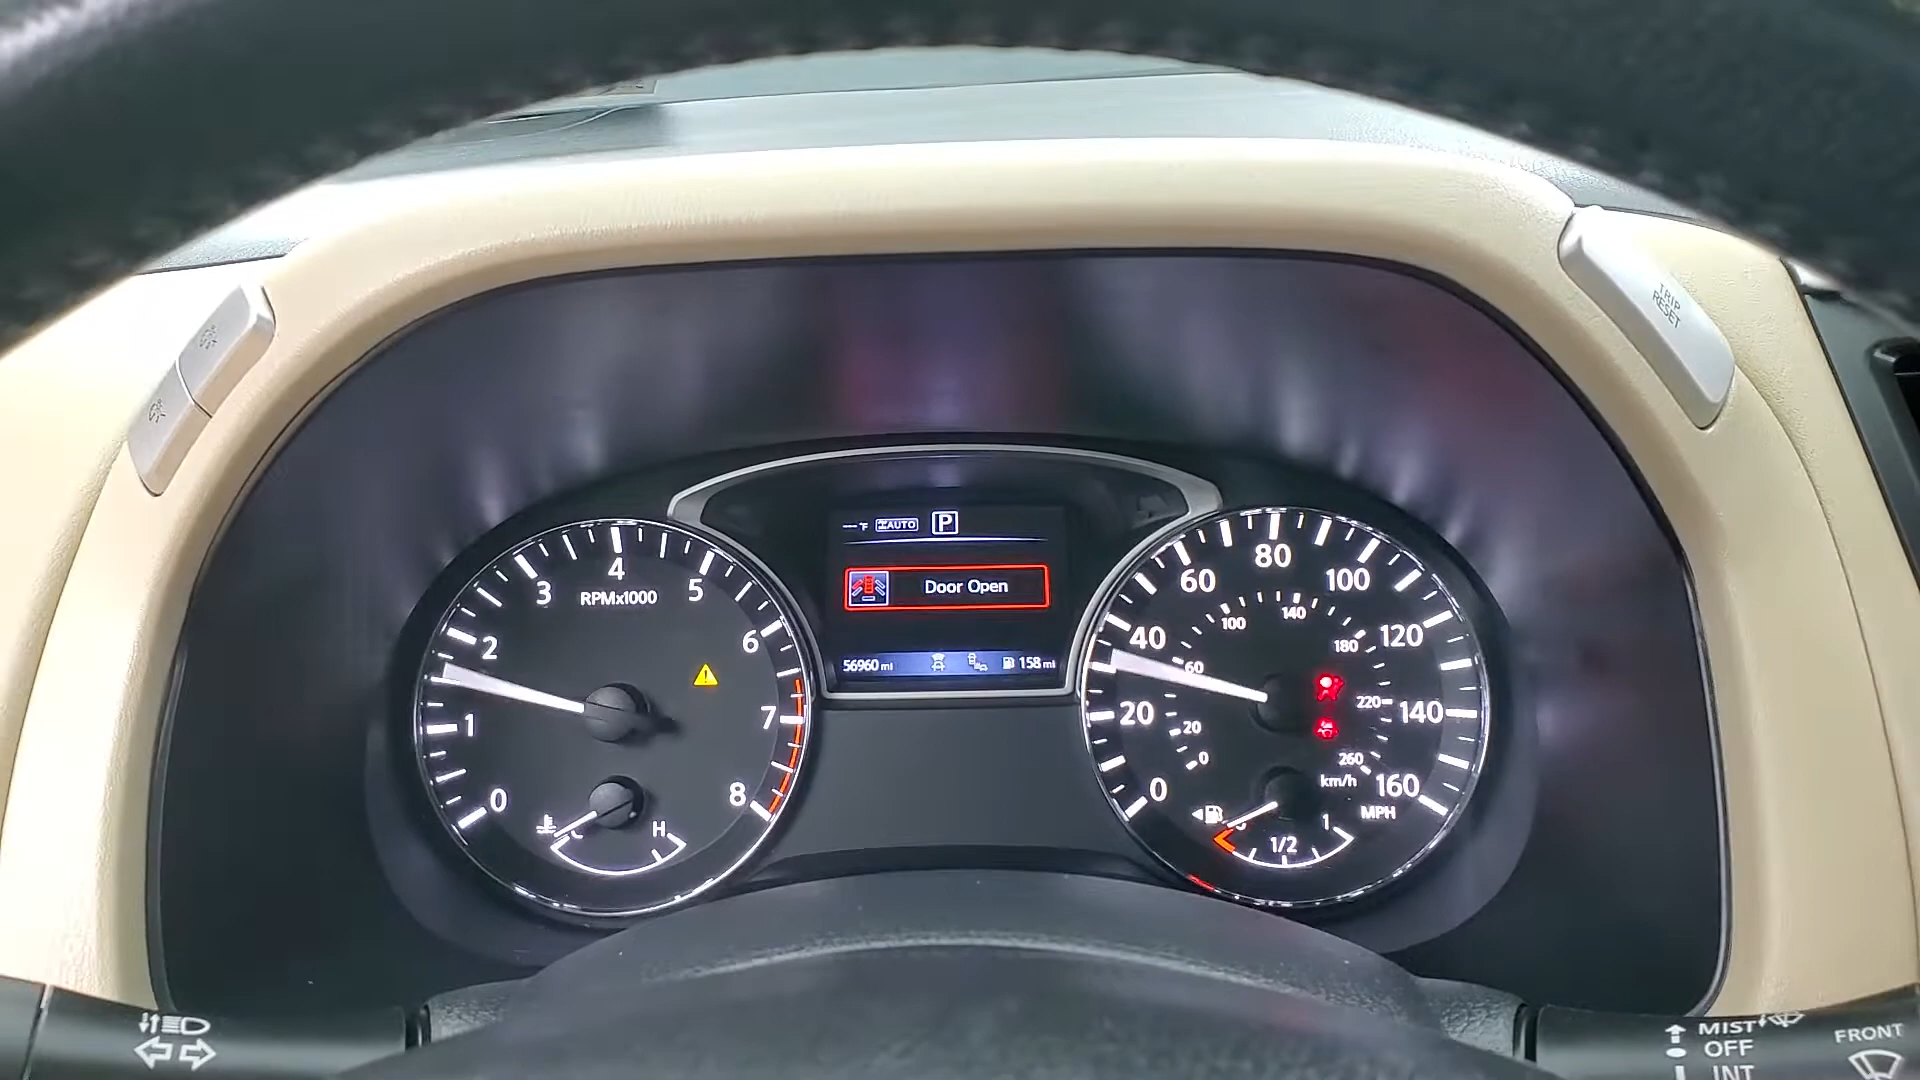 TRIP
RESET
--- °F AUTO P
Door Open
56960 mi 158 mi
0
1
2
3
4
5
6
7
8
RPMx1000
C H
0
20
40
60
80
100
120
140
160
MPH
0
20
60
100
140
180
220
260
km/h
1/2
1
MIST
OFF
INT
FRONT